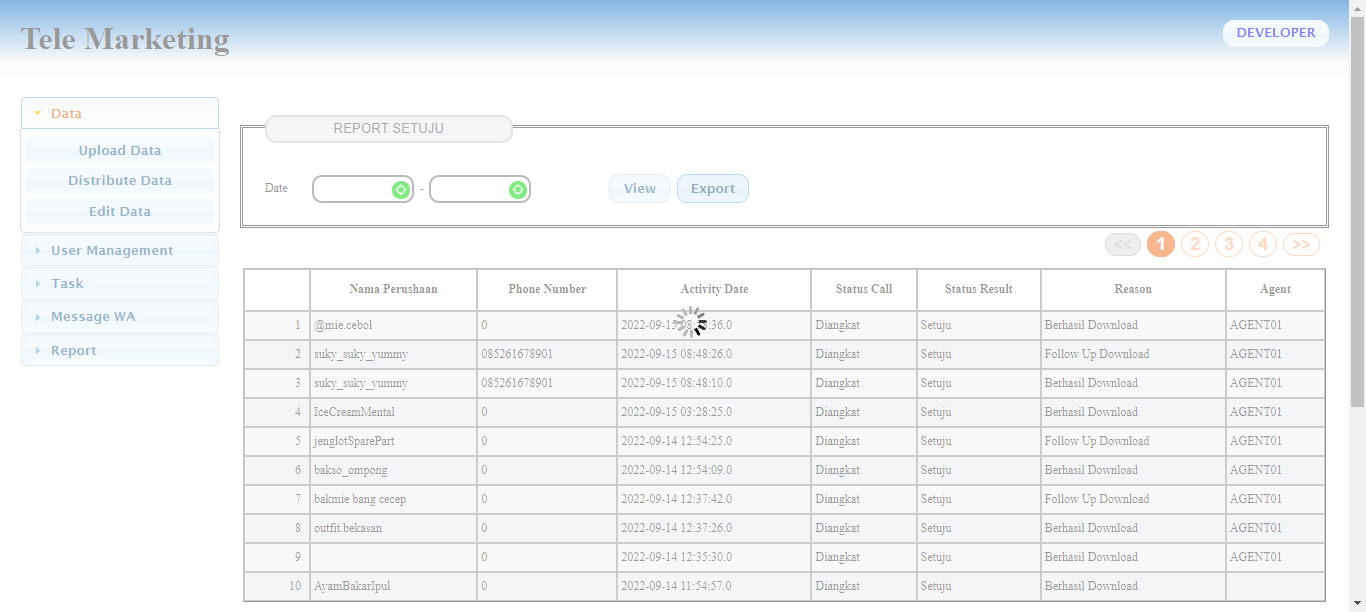 Tele Marketing
DEVELOPER
Data
Upload Data
Distribute Data
Edit Data
User Management
Task
Message WA
Report
REPORT SETUJU
Date - View Export
<< 1 2 3 4 >>
Nama Perushaan Phone Number Activity Date Status Call Status Result Reason Agent
1 @mie.cebol 0 2022-09-15 Diangkat Setuju Berhasil Download AGENT01
2 suky_suky_yummy 085261678901 2022-09-15 08:48:26.0 Diangkat Setuju Follow Up Download AGENT01
3 suky_suky_yummy 085261678901 2022-09-15 08:48:10.0 Diangkat Setuju Berhasil Download AGENT01
4 IceCreamMental 0 2022-09-15 03:28:25.0 Diangkat Setuju Berhasil Download AGENT01
5 jenglotSparePart 0 2022-09-14 12:54:25.0 Diangkat Setuju Follow Up Download AGENT01
6 bakso_ompong 0 2022-09-14 12:54:09.0 Diangkat Setuju Berhasil Download AGENT01
7 bakmie bang cecep 0 2022-09-14 12:37:42.0 Diangkat Setuju Follow Up Download AGENT01
8 outfit.bekasan 0 2022-09-14 12:37:26.0 Diangkat Setuju Berhasil Download AGENT01
9 0 2022-09-14 12:35:30.0 Diangkat Setuju Berhasil Download AGENT01
10 AyamBakarIpul 0 2022-09-14 11:54:57.0 Diangkat Setuju Berhasil Download